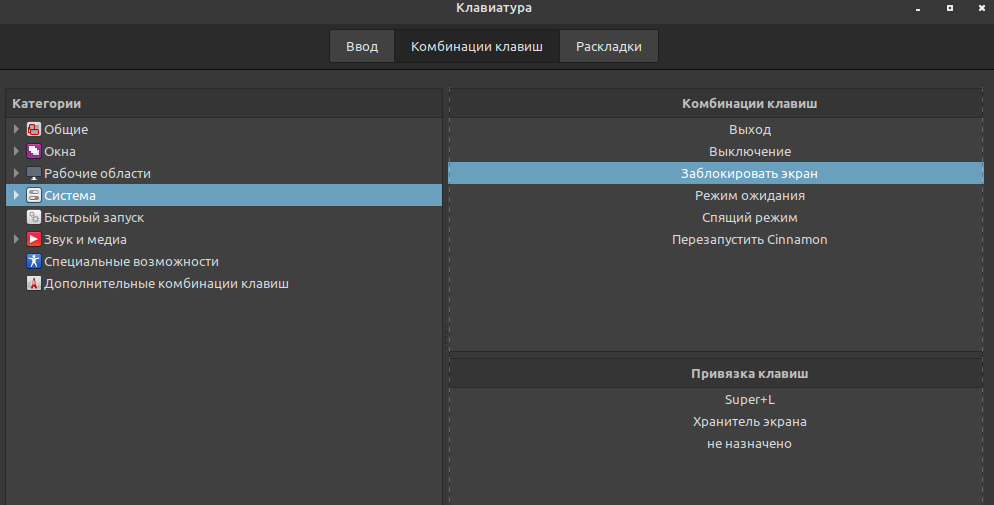 Клавиатура
Ввод
Комбинации клавиш
Раскладки
Категории
Общие
Окна
Рабочие области
Система
Быстрый запуск
Звук и медиа
Специальные возможности
Дополнительные комбинации клавиш
Комбинации клавиш
Выход
Выключение
Заблокировать экран
Режим ожидания
Спящий режим
Перезапустить Cinnamon
Привязка клавиш
Super+L
Хранитель экрана
не назначено